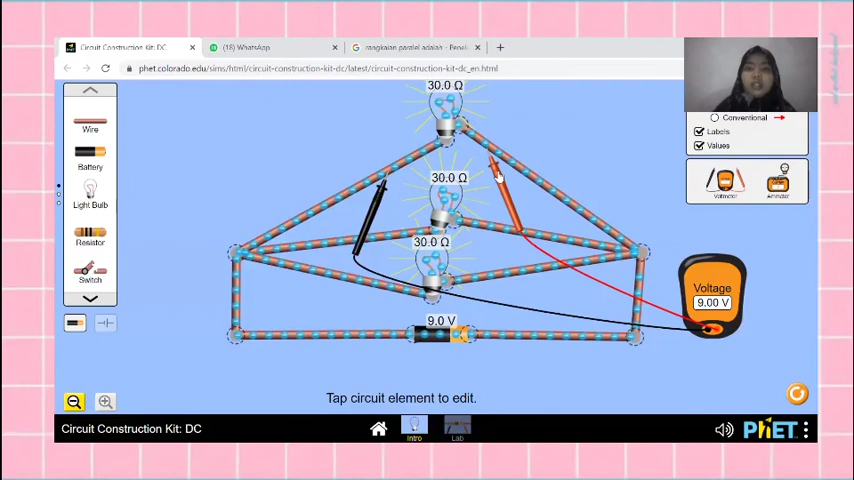 Circuit Construction Kit: DC
(18) WhatsApp
rangkaian paralel adalah - Penel
phet.colorado.edu/sims/html/circuit-construction-kit-dc/latest/circuit-construction-kit-dc_en.html
30.0 Ω
Conventional
Labels
Values
Wire
Battery
30.0 Ω
Voltmeter
Ammeter
Light Bulb
Resistor
30.0 Ω
Switch
Voltage
9.00 V
9.0 V
Tap circuit element to edit.
Circuit Construction Kit: DC
Intro
Lab
PhET